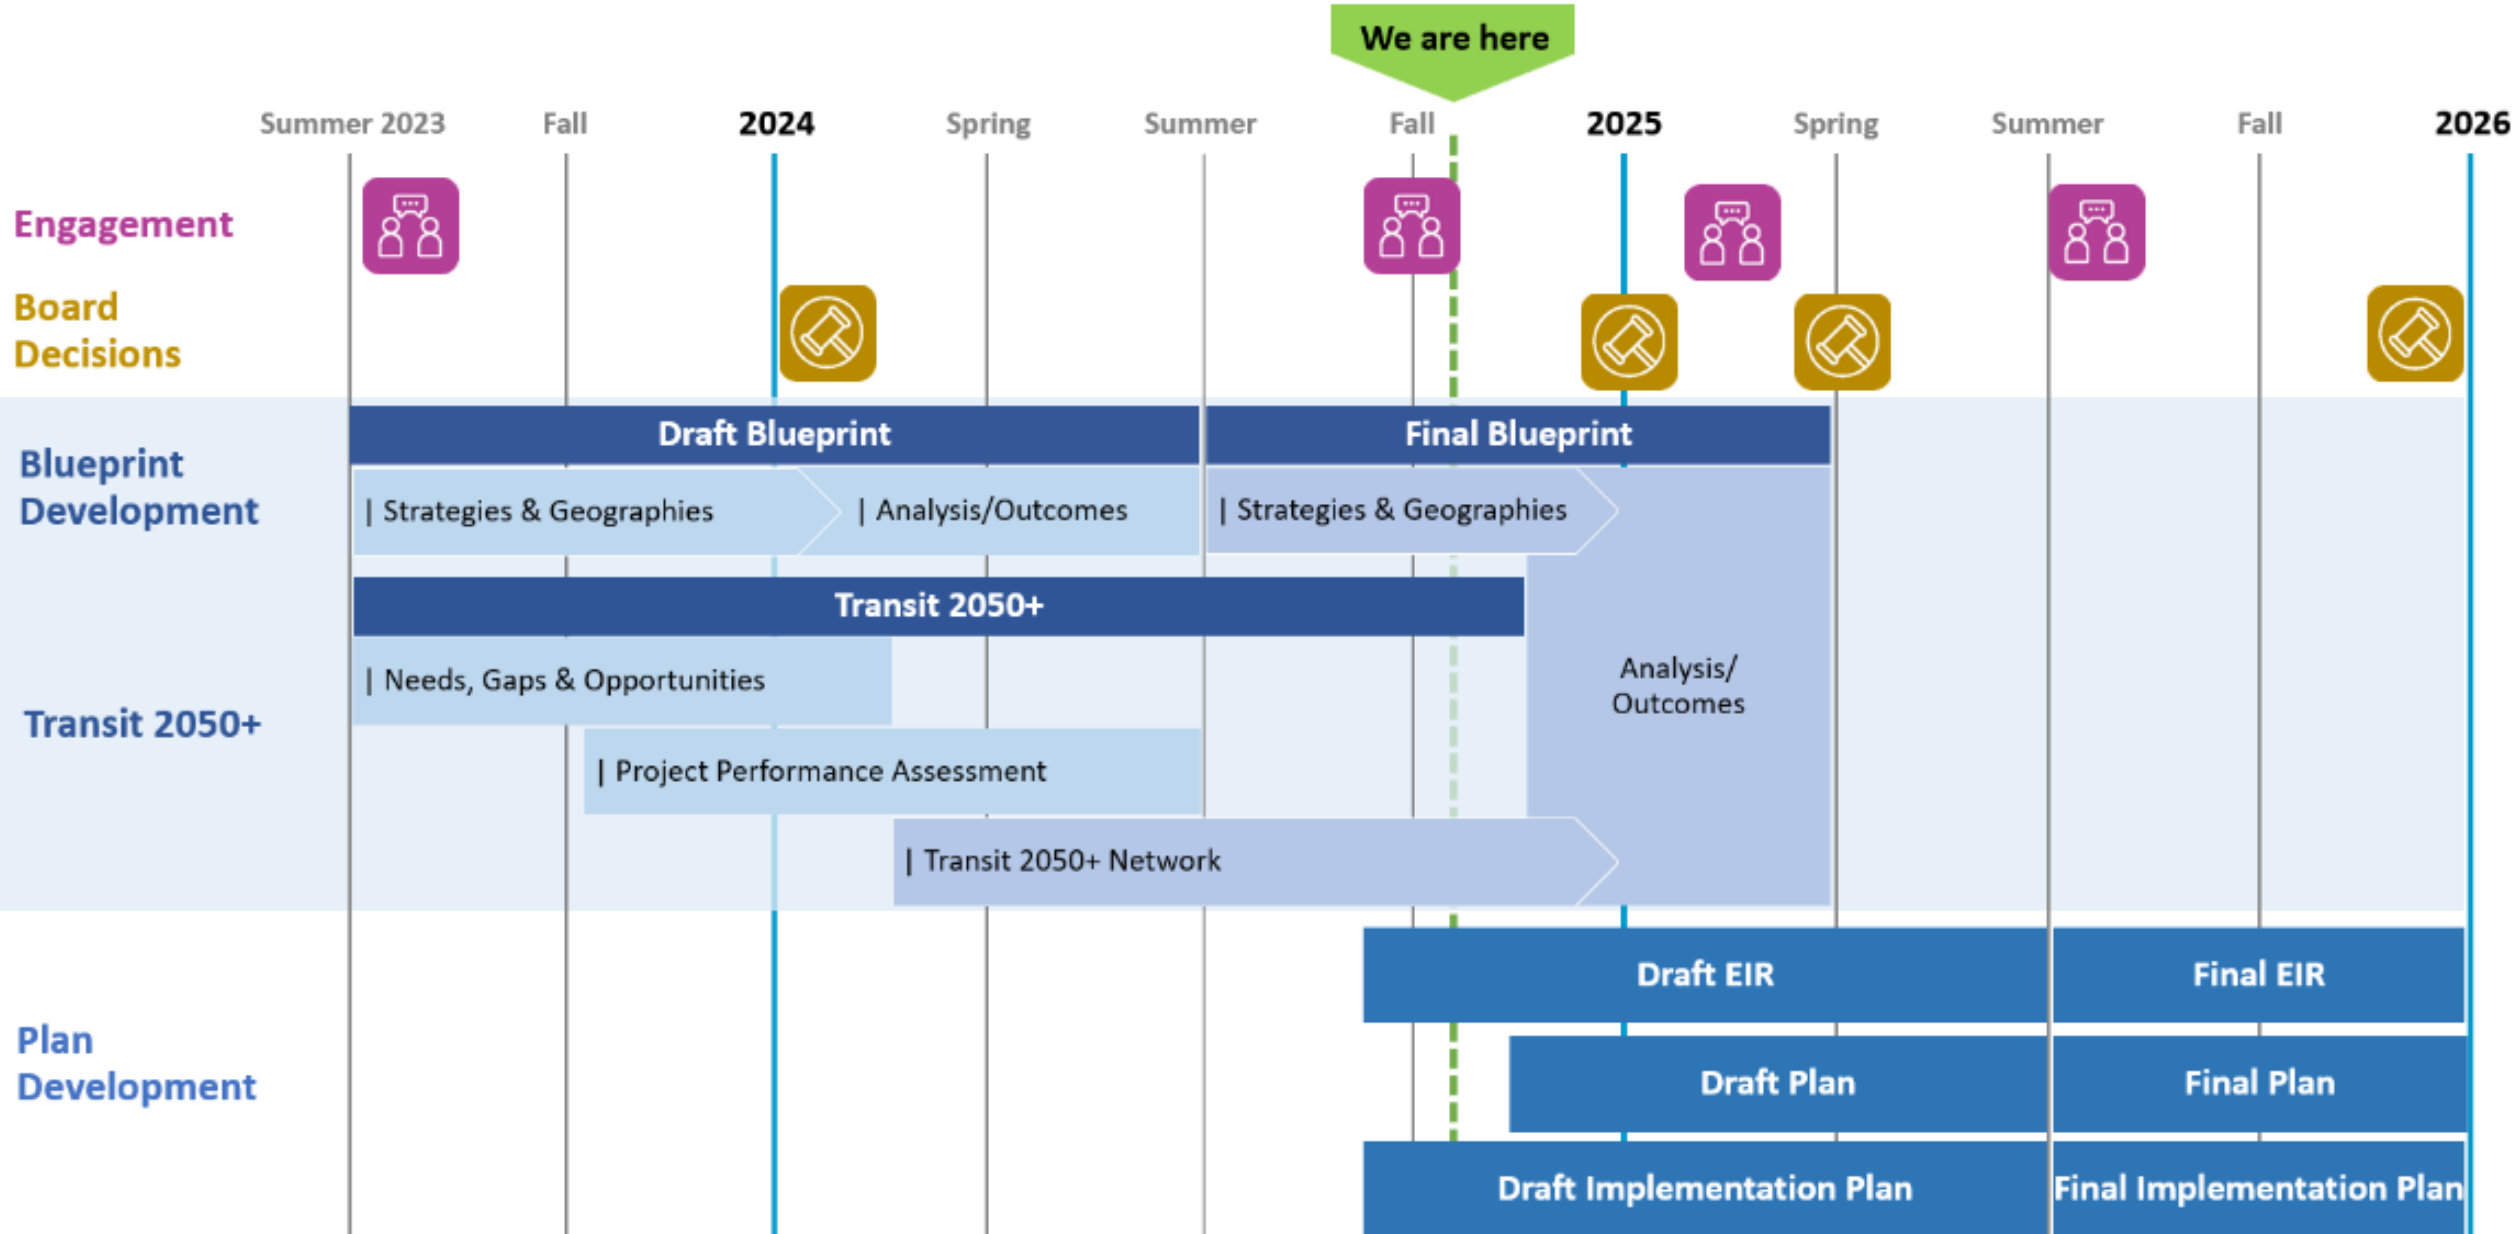 We are here
Summer 2023 Fall 2024 Spring Summer Fall 2025 Spring Summer Fall 2026
Engagement
Board
Decisions
Blueprint
Development
Draft Blueprint
Final Blueprint
| Strategies & Geographies
| Analysis/Outcomes
| Strategies & Geographies
Transit 2050+
Transit 2050+
| Needs, Gaps & Opportunities
| Project Performance Assessment
| Transit 2050+ Network
Analysis/
Outcomes
Plan
Development
Draft EIR
Final EIR
Draft Plan
Final Plan
Draft Implementation Plan
Final Implementation Plan